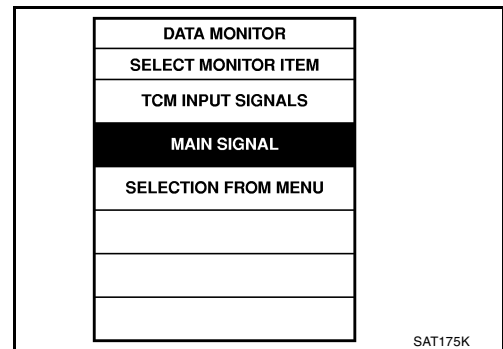 DATA MONITOR
SELECT MONITOR ITEM
TCM INPUT SIGNALS
MAIN SIGNAL
SELECTION FROM MENU
SAT175K